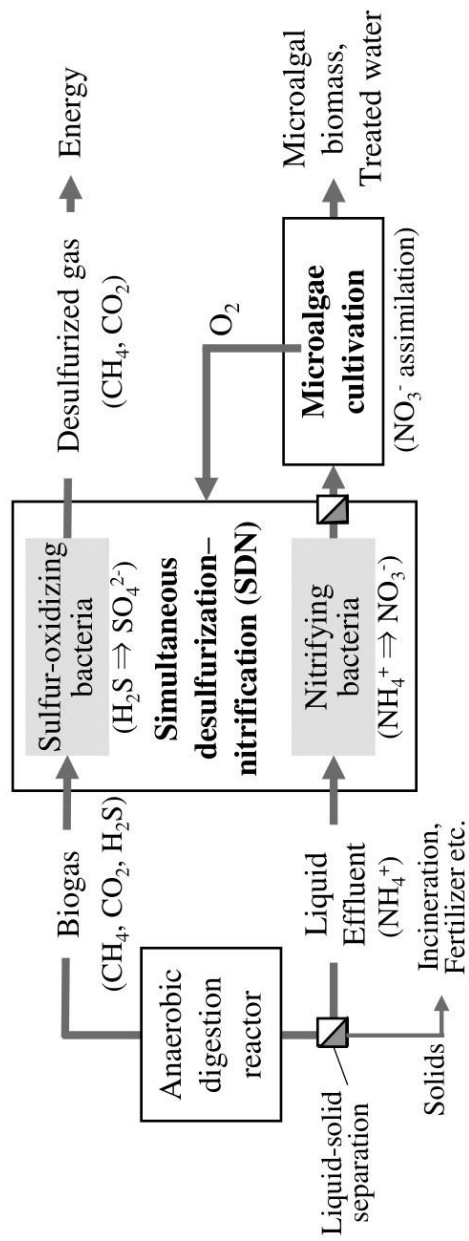 Anaerobic
digestion
reactor
Liquid-solid
separation
Solids
Incineration,
Fertilizer etc.
Biogas
(CH₄, CO₂, H₂S)
Liquid
Effluent
(NH₄⁺)
Sulfur-oxidizing
bacteria
(H₂S ⇒ SO₄²⁻)
Simultaneous
desulfurization–
nitrification (SDN)
Nitrifying
bacteria
(NH₄⁺ ⇒ NO₃⁻)
Desulfurized gas
(CH₄, CO₂)
Energy
O₂
Microalgae
cultivation
(NO₃⁻ assimilation)
Microalgal
biomass,
Treated water